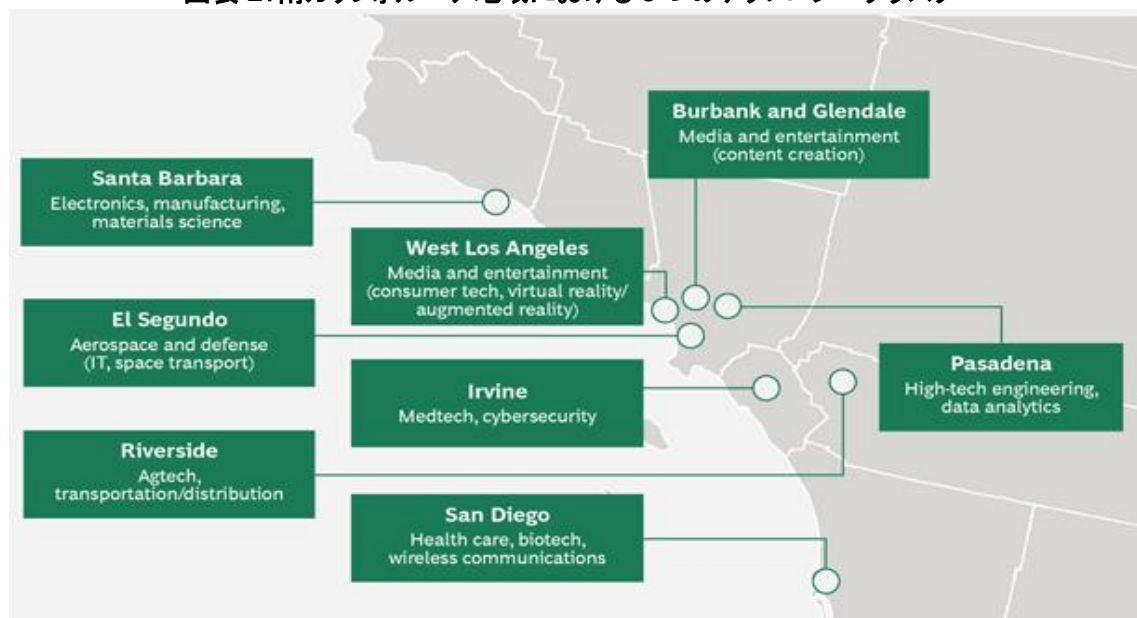 Burbank and Glendale
Media and entertainment
(content creation)
Santa Barbara
Electronics, manufacturing,
materials science
West Los Angeles
Media and entertainment
(consumer tech, virtual reality/
augmented reality)
El Segundo
Aerospace and defense
(IT, space transport)
Pasadena
High-tech engineering,
data analytics
Irvine
Medtech, cybersecurity
Riverside
Agtech,
transportation/distribution
San Diego
Health care, biotech,
wireless communications